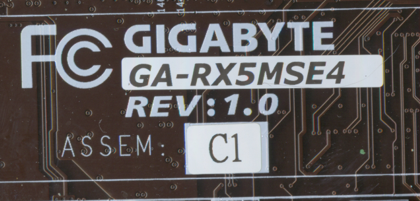 FC GIGABYTE
GA-RX5MSE4
REV:1.0
ASSEM: C1